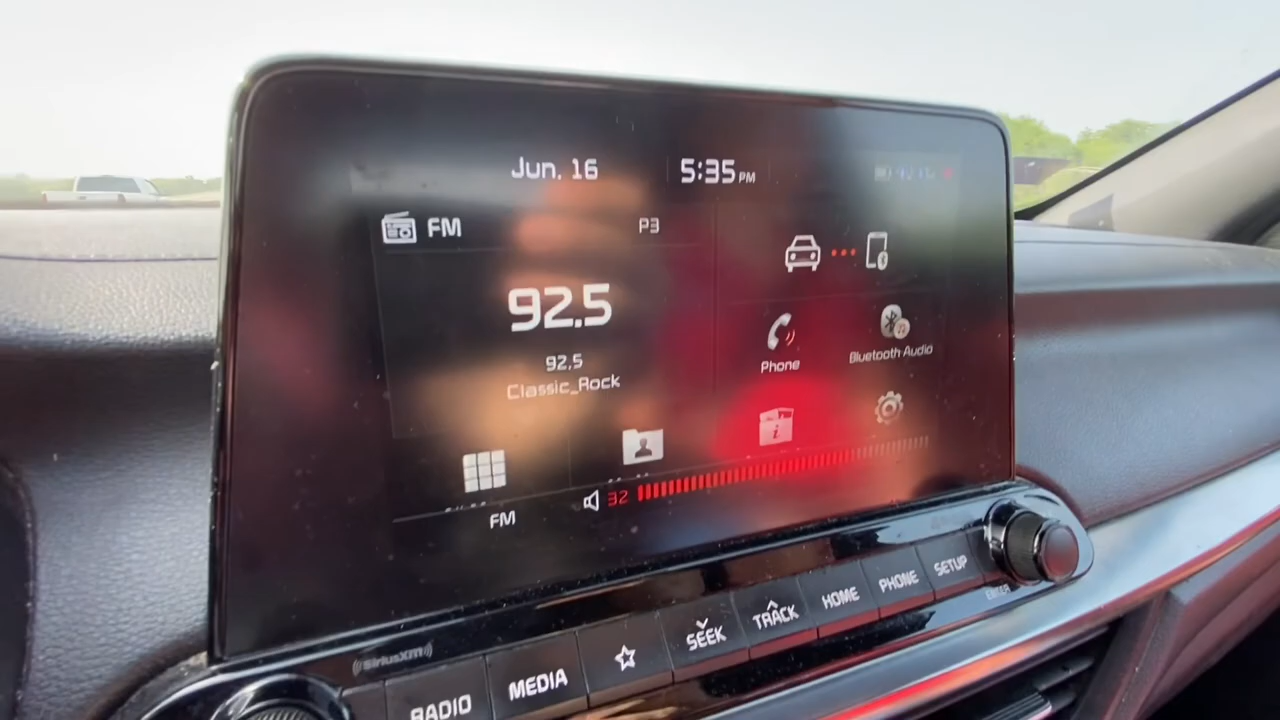 Jun. 16 5:35 PM
FM P3
92.5
92.5
Classic_Rock
Phone
Bluetooth Audio
i
FM 32
((SiriusXM))
RADIO MEDIA SEEK TRACK HOME PHONE SETUP